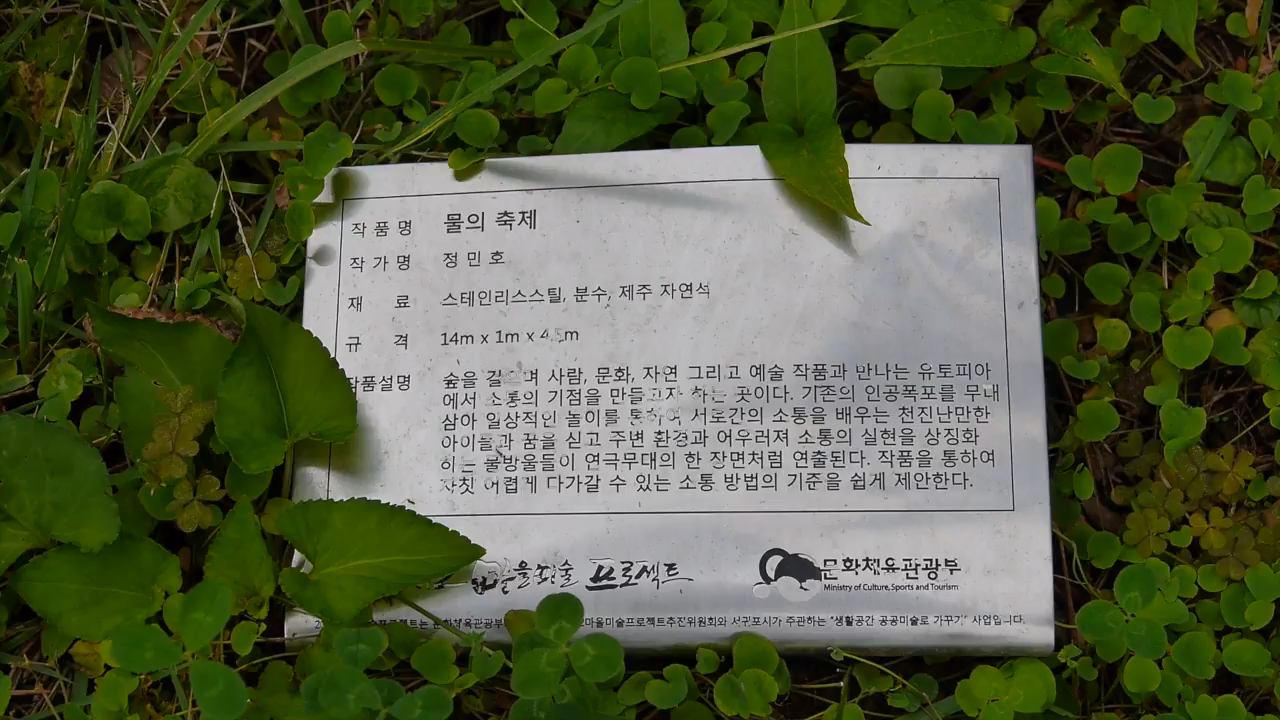 작품명 물의 축제
작가명 정민호
재 료 스테인리스스틸, 분수, 제주 자연석
규 격 14m x 1m x 4.5m
작품설명 숲을 걸으며 사람, 문화, 자연 그리고 예술 작품과 만나는 유토피아
에서 소통의 기점을 만들고자 하는 곳이다. 기존의 인공폭포를 무대
삼아 일상적인 놀이를 통하여 서로간의 소통을 배우는 천진난만한
아이들과 꿈을 싣고 주변 환경과 어우러져 소통의 실현을 상징화
하는 물방울들이 연극무대의 한 장면처럼 연출된다. 작품을 통하여
자칫 어렵게 다가갈 수 있는 소통 방법의 기준을 쉽게 제안한다.
마을미술 프로젝트
문화체육관광부
Ministry of Culture, Sports and Tourism
문화체육관광부 마을미술프로젝트추진위원회와 서귀포시가 주관하는 "생활공간 공공미술로 가꾸기" 사업입니다.